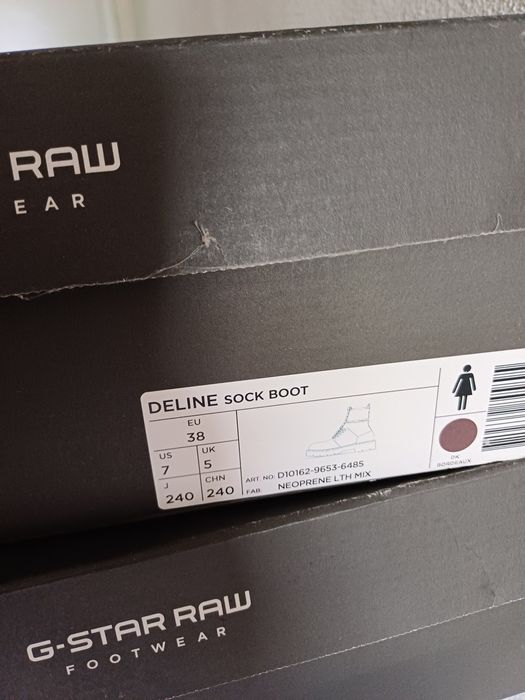 RAW
EAR
DELINE SOCK BOOT
EU
38
US
7
UK
5
J
240
CHN
240
ART. NO: D10162-9653-6485
FAB. NEOPRENE LTH MIX
DK
BORDEAUX
G-STAR RAW
FOOTWEAR